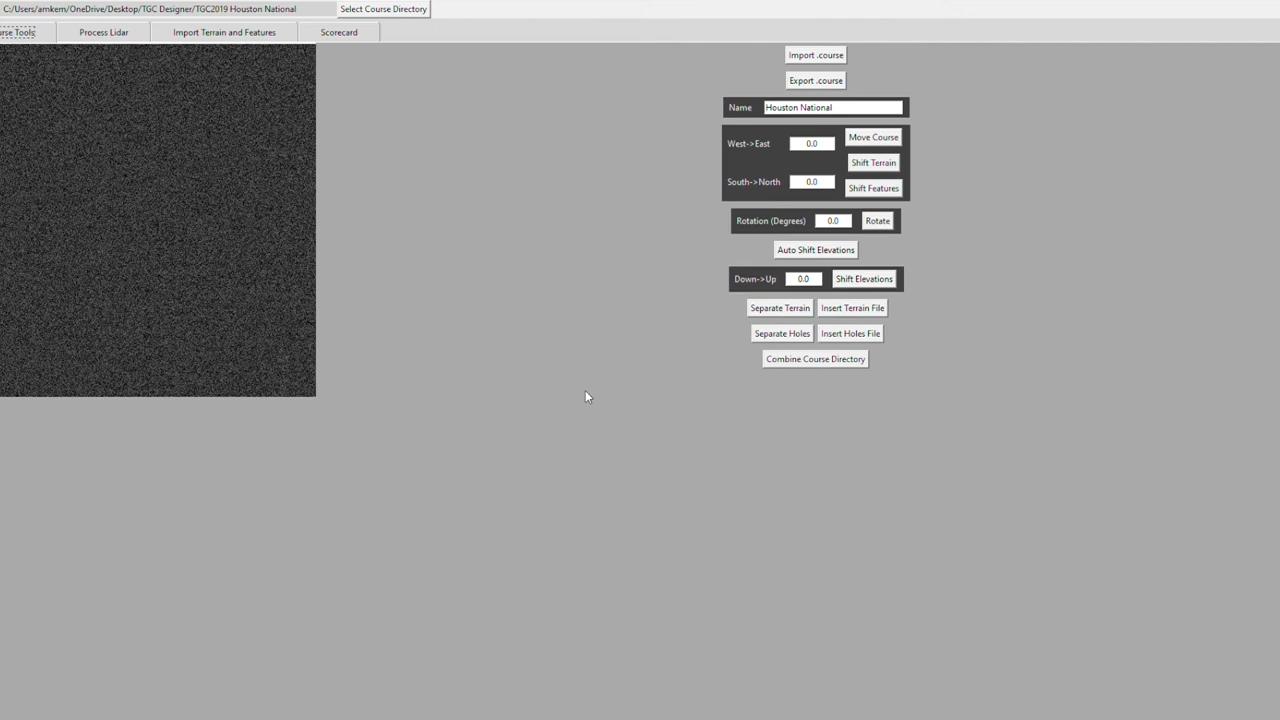 C:/Users/amkem/OneDrive/Desktop/TGC Designer/TGC2019 Houston National Select Course Directory
urse Tools Process Lidar Import Terrain and Features Scorecard
Import .course
Export .course
Name Houston National
West->East 0.0 Move Course
Shift Terrain
South->North 0.0 Shift Features
Rotation (Degrees) 0.0 Rotate
Auto Shift Elevations
Down->Up 0.0 Shift Elevations
Separate Terrain Insert Terrain File
Separate Holes Insert Holes File
Combine Course Directory